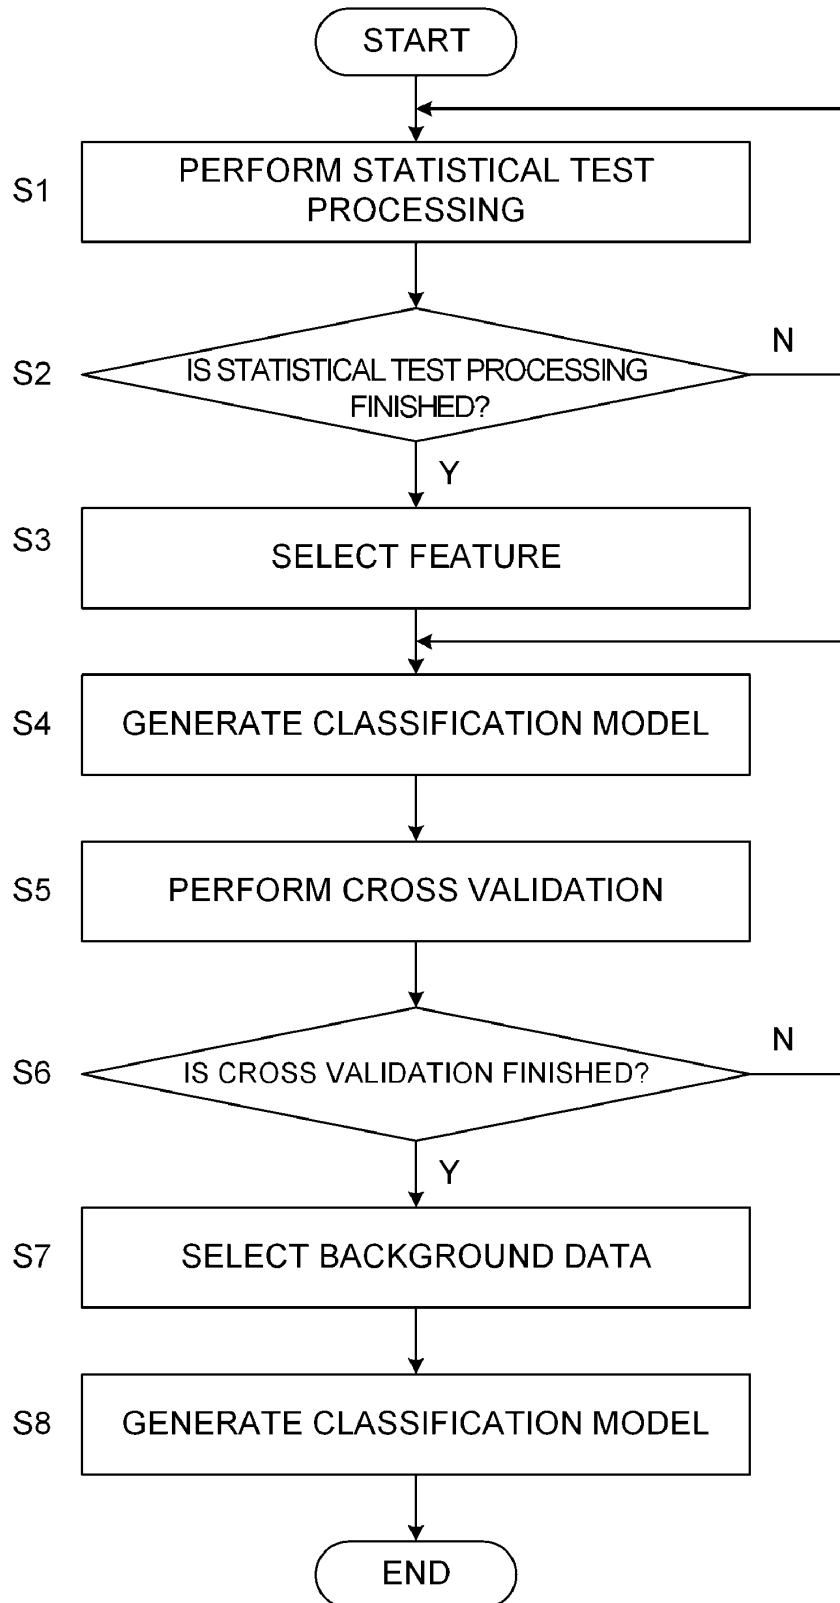 START
S1
PERFORM STATISTICAL TEST
PROCESSING
S2
IS STATISTICAL TEST PROCESSING
FINISHED?
N
Y
S3
SELECT FEATURE
S4
GENERATE CLASSIFICATION MODEL
S5
PERFORM CROSS VALIDATION
S6
IS CROSS VALIDATION FINISHED?
N
Y
S7
SELECT BACKGROUND DATA
S8
GENERATE CLASSIFICATION MODEL
END